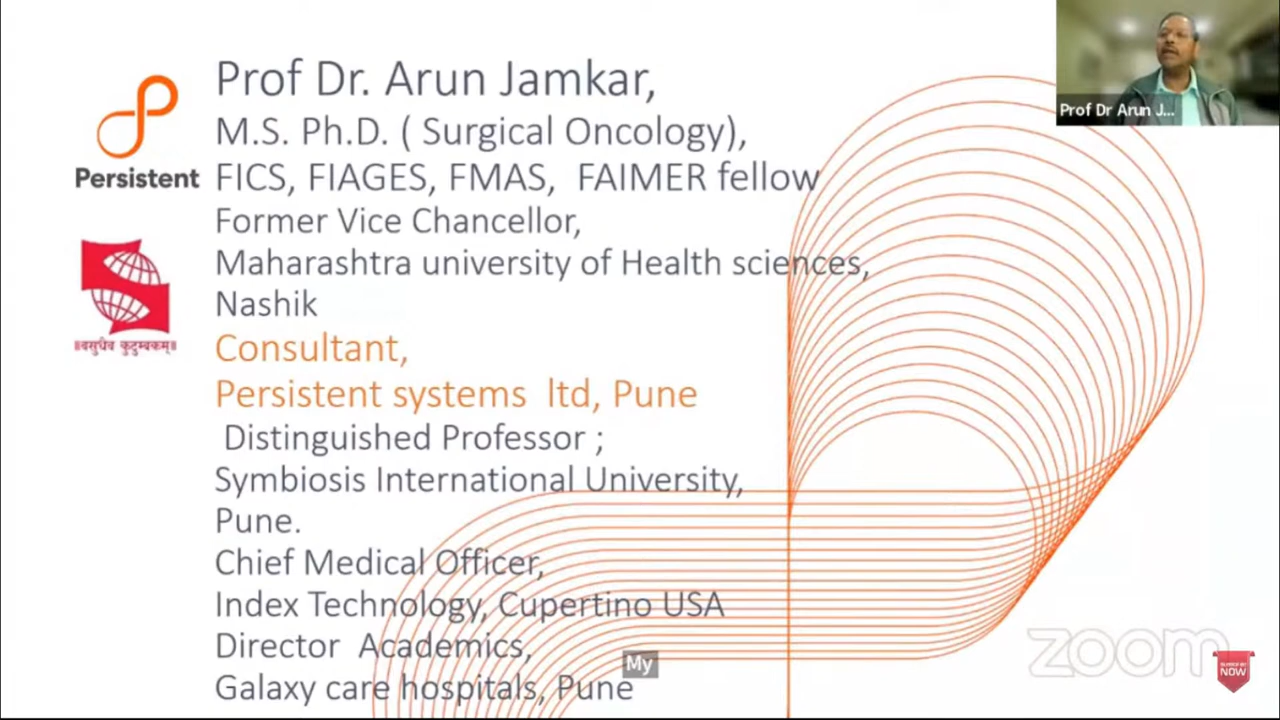 Prof Dr. Arun Jamkar,
M.S. Ph.D. ( Surgical Oncology),
FICS, FIAGES, FMAS, FAIMER fellow
Former Vice Chancellor,
Maharashtra university of Health sciences,
Nashik
Consultant,
Persistent systems ltd, Pune
Distinguished Professor ;
Symbiosis International University,
Pune.
Chief Medical Officer,
Index Technology, Cupertino USA
Director Academics,
Galaxy care hospitals, Pune
Persistent
॥वसुधैव कुटुम्बकम्॥
Prof Dr Arun J...
My
zoom
NOW